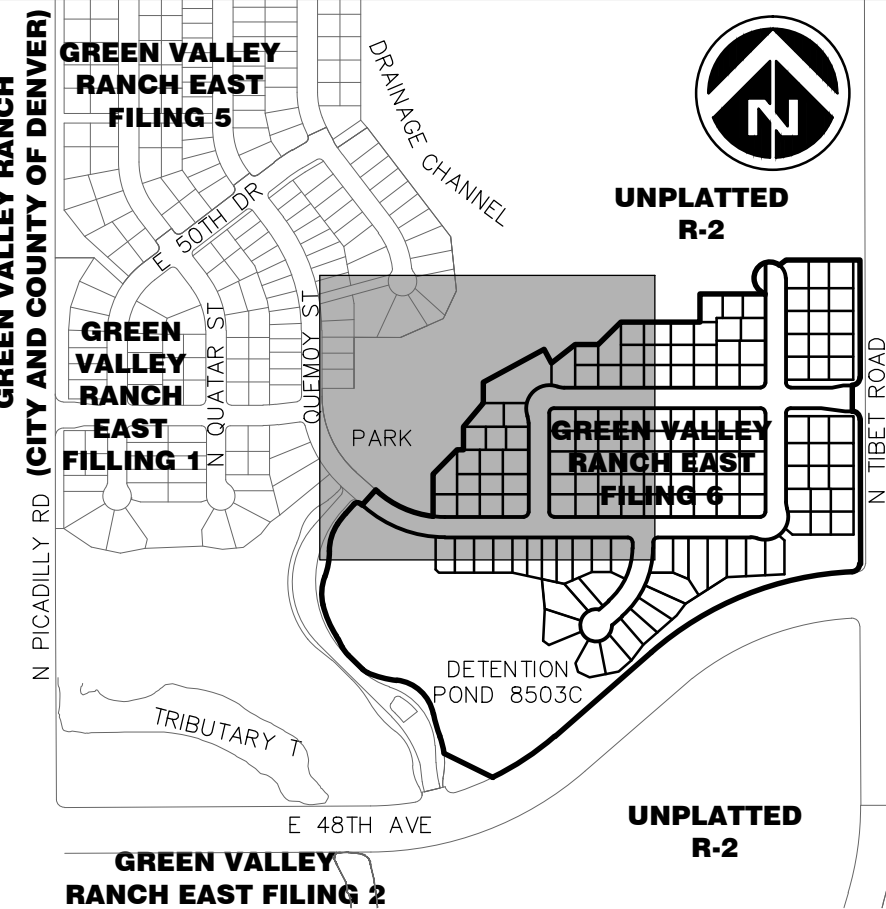 GREEN VALLEY RANCH
(CITY AND COUNTY OF DENVER)
GREEN VALLEY
RANCH EAST
FILING 5
DRAINAGE CHANNEL
N
UNPLATTED
R-2
E 50TH DR
GREEN
VALLEY
RANCH
EAST
FILLING 1
N QUATAR ST
QUEMOY ST
PARK
GREEN VALLEY
RANCH EAST
FILING 6
N TIBET ROAD
N PICADILLY RD
DETENTION
POND 8503C
TRIBUTARY T
E 48TH AVE
UNPLATTED
R-2
GREEN VALLEY
RANCH EAST FILING 2